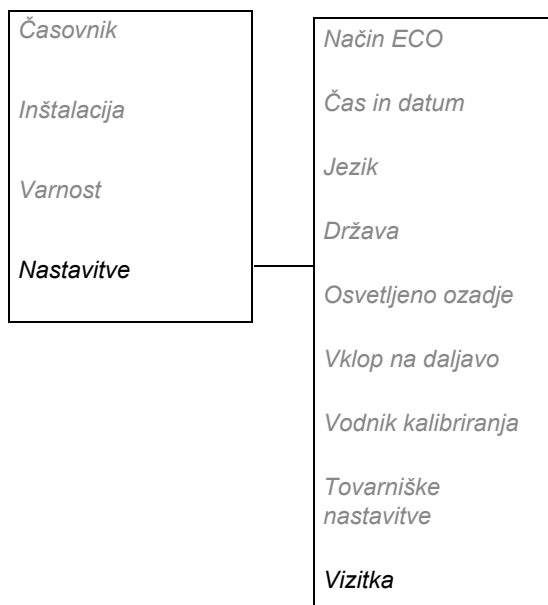 Časovnik
Inštalacija
Varnost
Nastavitve
Način ECO
Čas in datum
Jezik
Država
Osvetljeno ozadje
Vklop na daljavo
Vodnik kalibriranja
Tovarniške
nastavitve
Vizitka